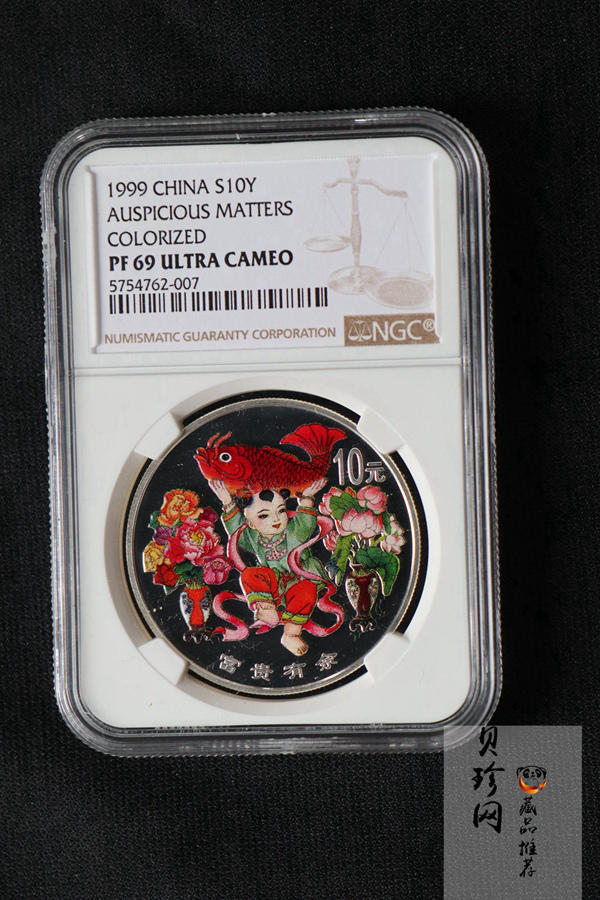 1999 CHINA S10Y
AUSPICIOUS MATTERS
COLORIZED
PF 69 ULTRA CAMEO
5754762-007
NUMISMATIC GUARANTY CORPORATION
NGC®
10元
富贵有余
贝珍网
藏品推荐